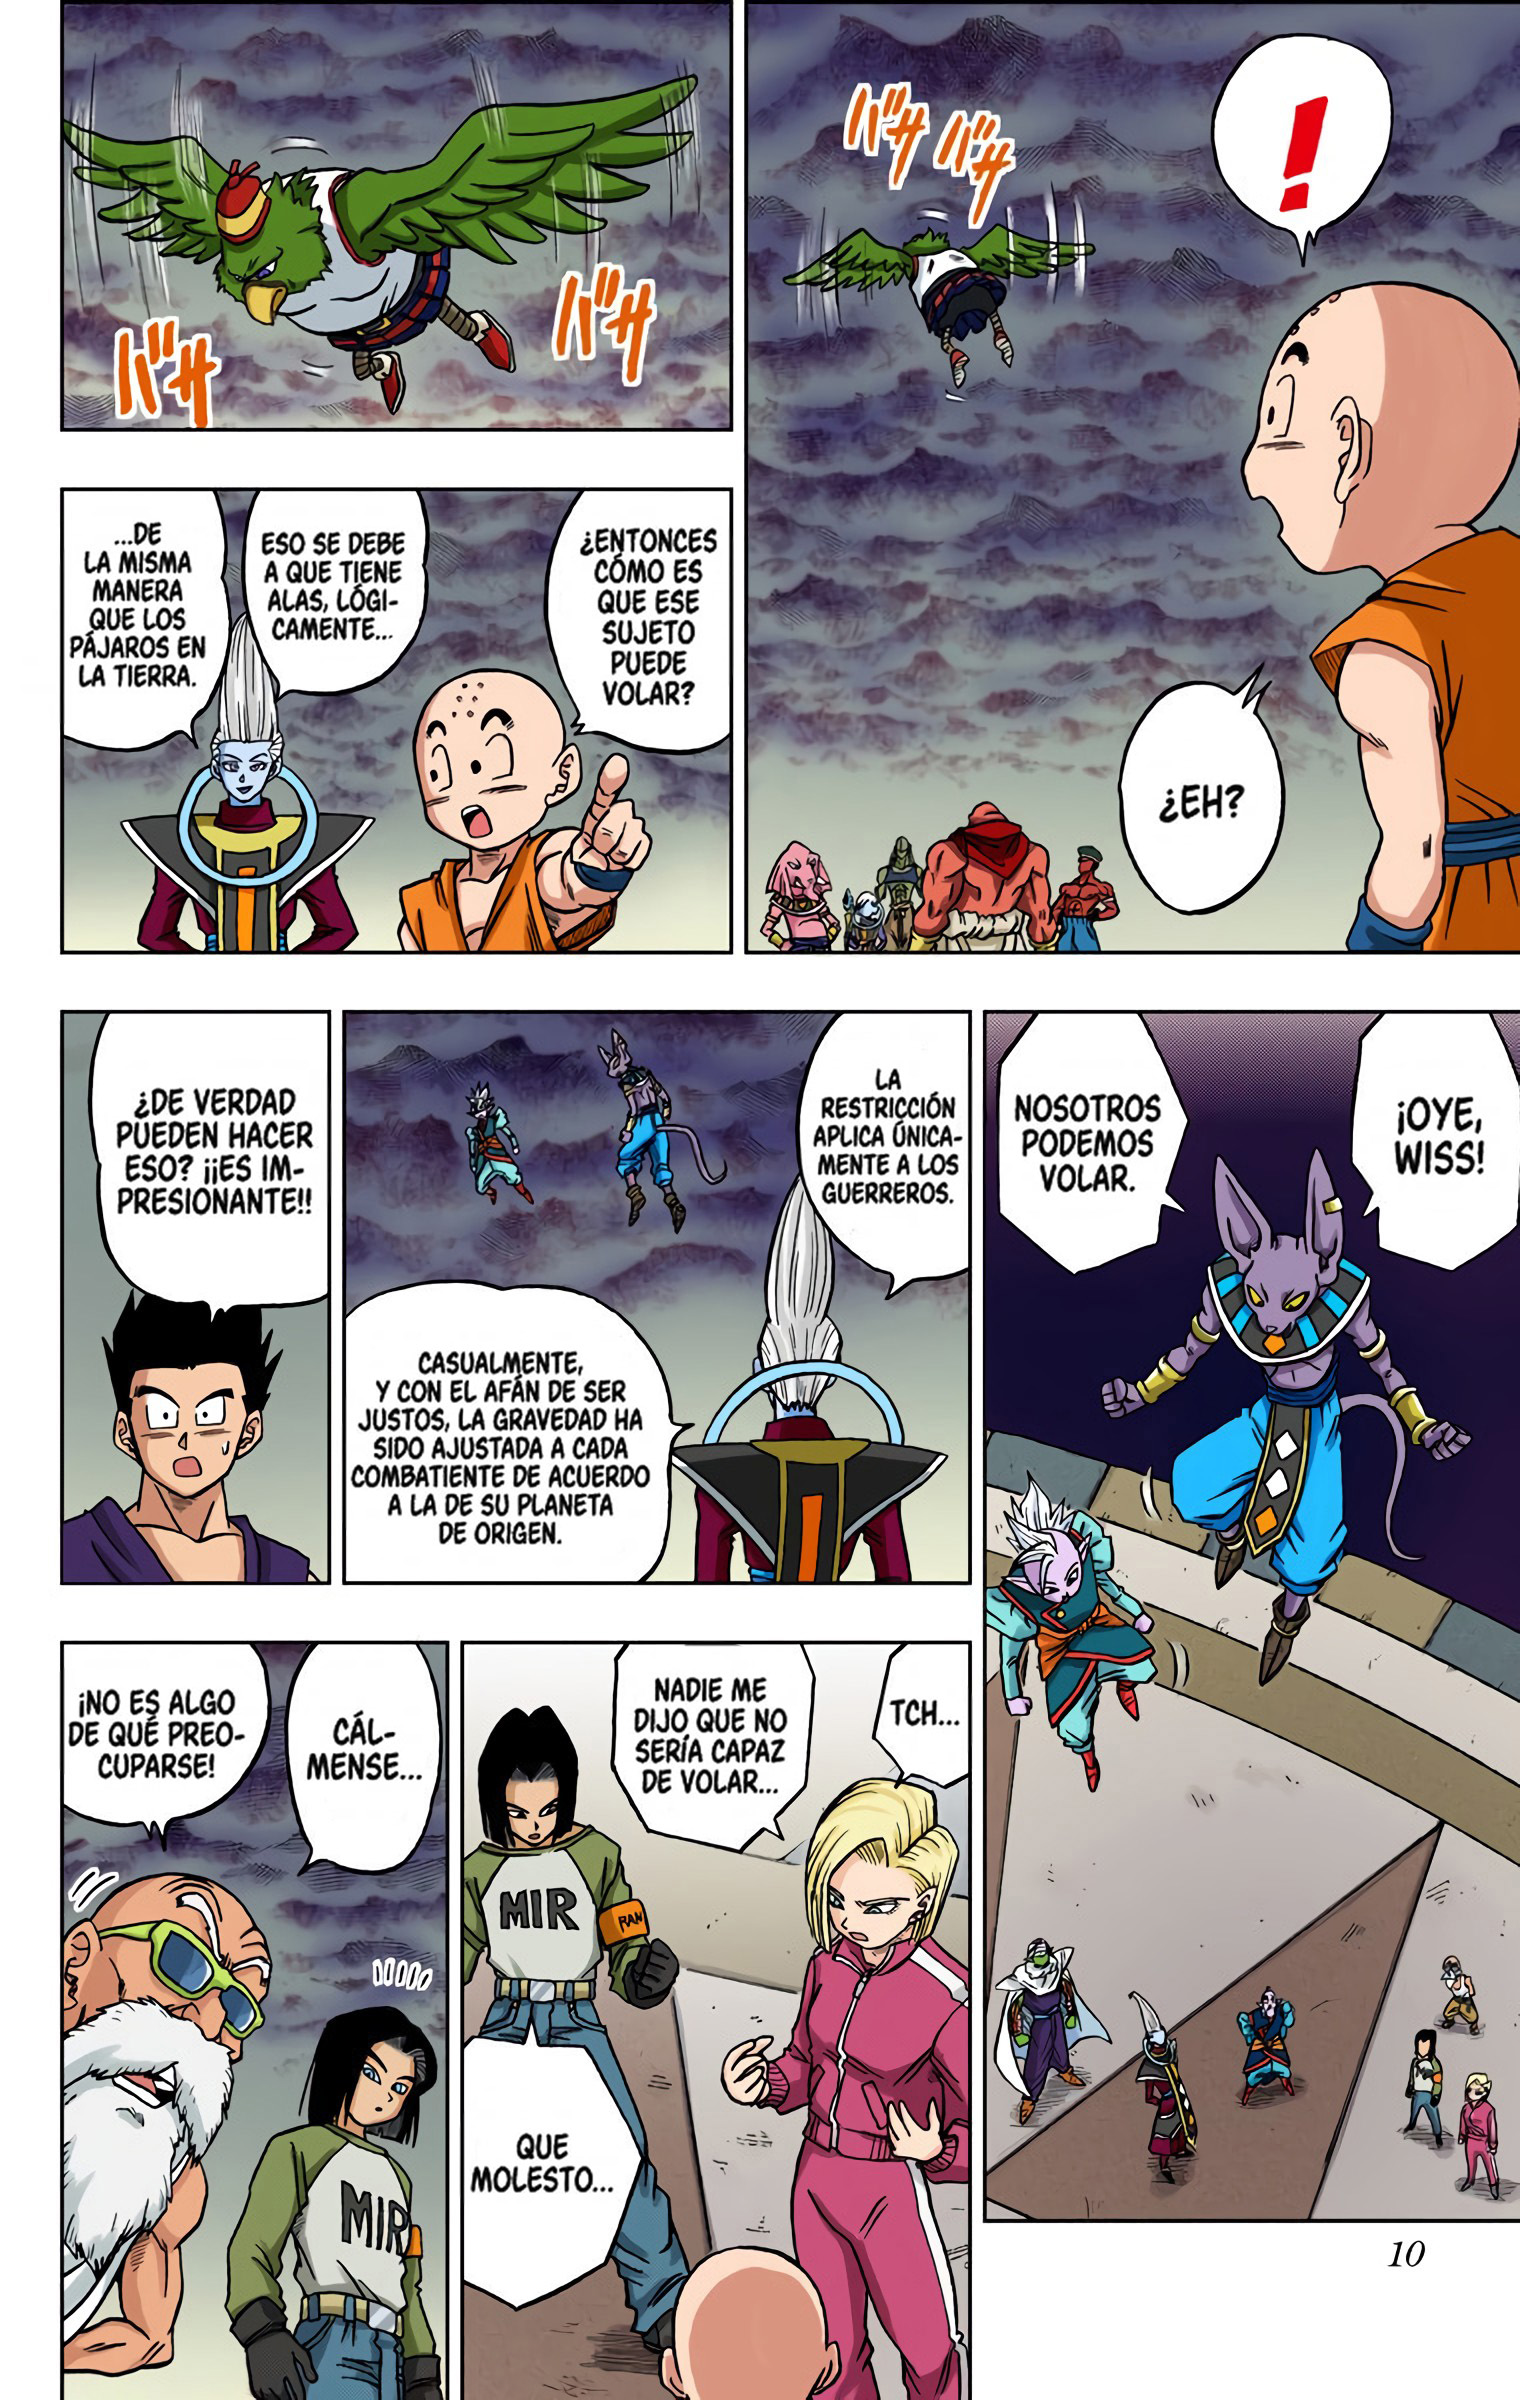 !
バサ
バサ
¿EH?
バサ
バサ
¿ENTONCES
CÓMO ES
QUE ESE
SUJETO
PUEDE
VOLAR?
ESO SE DEBE
A QUE TIENE
ALAS, LÓGI-
CAMENTE...
...DE
LA MISMA
MANERA
QUE LOS
PÁJAROS EN
LA TIERRA.
¡OYE,
WISS!
NOSOTROS
PODEMOS
VOLAR.
LA
RESTRICCIÓN
APLICA ÚNICA-
MENTE A LOS
GUERREROS.
CASUALMENTE,
Y CON EL AFÁN DE SER
JUSTOS, LA GRAVEDAD HA
SIDO AJUSTADA A CADA
COMBATIENTE DE ACUERDO
A LA DE SU PLANETA
DE ORIGEN.
¿DE VERDAD
PUEDEN HACER
ESO? ¡¡ES IM-
PRESIONANTE!!
TCH...
NADIE ME
DIJO QUE NO
SERÍA CAPAZ
DE VOLAR...
MIR
RAN
QUE
MOLESTO...
CÁL-
MENSE...
¡NO ES ALGO
DE QUÉ PREO-
CUPARSE!
MIR
10